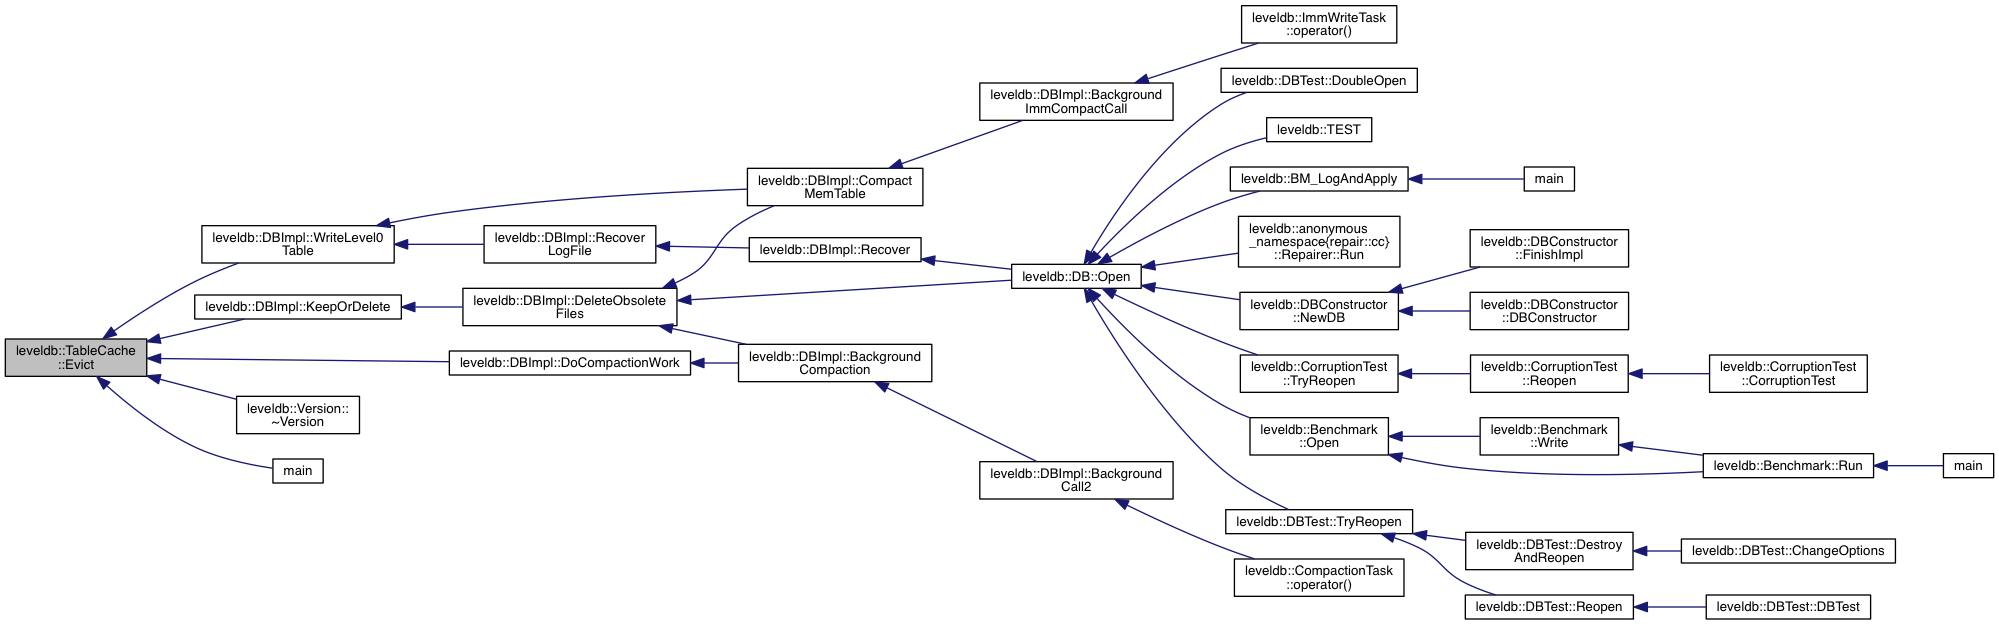 leveldb::TableCache
::Evict
leveldb::DBImpl::WriteLevel0
Table
leveldb::DBImpl::KeepOrDelete
leveldb::DBImpl::DoCompactionWork
leveldb::Version::
~Version
main
leveldb::DBImpl::Recover
LogFile
leveldb::DBImpl::DeleteObsolete
Files
leveldb::DBImpl::Compact
MemTable
leveldb::DBImpl::Recover
leveldb::DBImpl::Background
Compaction
leveldb::DBImpl::Background
ImmCompactCall
leveldb::DB::Open
leveldb::DBImpl::Background
Call2
leveldb::ImmWriteTask
::operator()
leveldb::DBTest::DoubleOpen
leveldb::TEST
leveldb::BM_LogAndApply
main
leveldb::anonymous
_namespace{repair::cc}
::Repairer::Run
leveldb::DBConstructor
::NewDB
leveldb::DBConstructor
::FinishImpl
leveldb::DBConstructor
::DBConstructor
leveldb::CorruptionTest
::TryReopen
leveldb::CorruptionTest
::Reopen
leveldb::CorruptionTest
::CorruptionTest
leveldb::Benchmark
::Open
leveldb::Benchmark
::Write
leveldb::Benchmark::Run
main
leveldb::DBTest::TryReopen
leveldb::DBTest::Destroy
AndReopen
leveldb::DBTest::ChangeOptions
leveldb::CompactionTask
::operator()
leveldb::DBTest::Reopen
leveldb::DBTest::DBTest